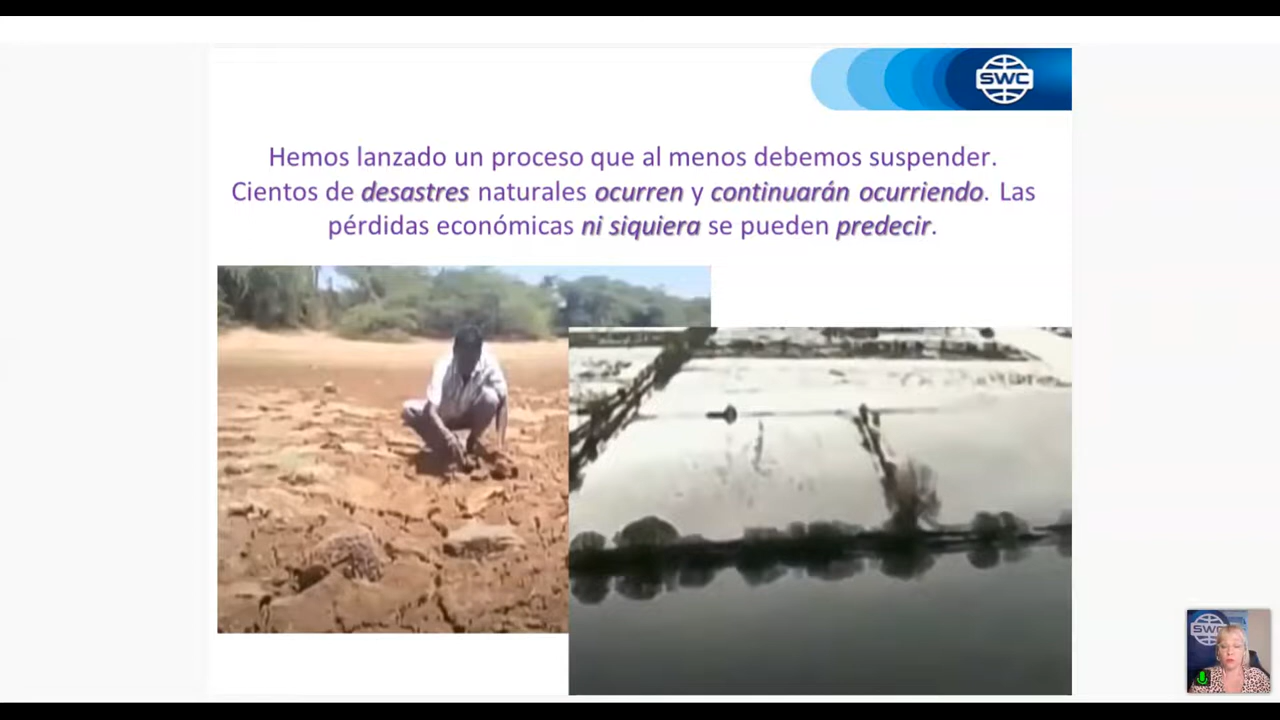 SWC
Hemos lanzado un proceso que al menos debemos suspender.
Cientos de desastres naturales ocurren y continuarán ocurriendo. Las
pérdidas económicas ni siquiera se pueden predecir.
SWC